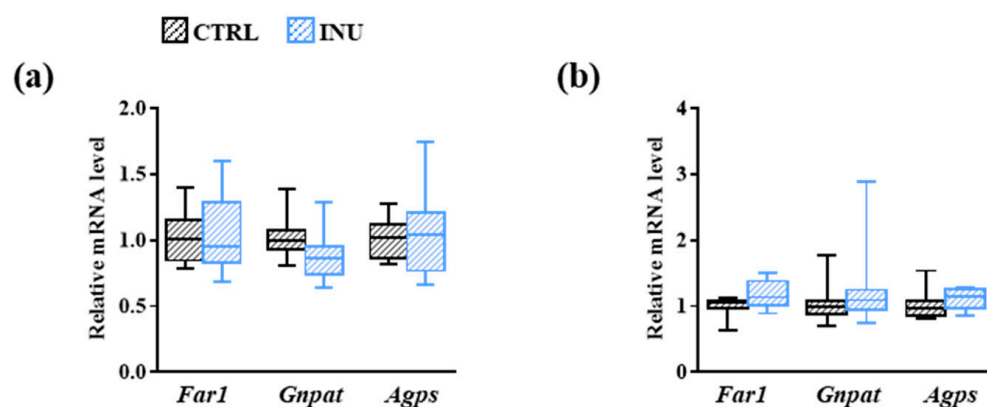 CTRL INU
(a)
Relative mRNA level
2.0
1.5
1.0
0.5
0.0
Far1 Gnpat Agps
(b)
Relative mRNA level
4
3
2
1
0
Far1 Gnpat Agps